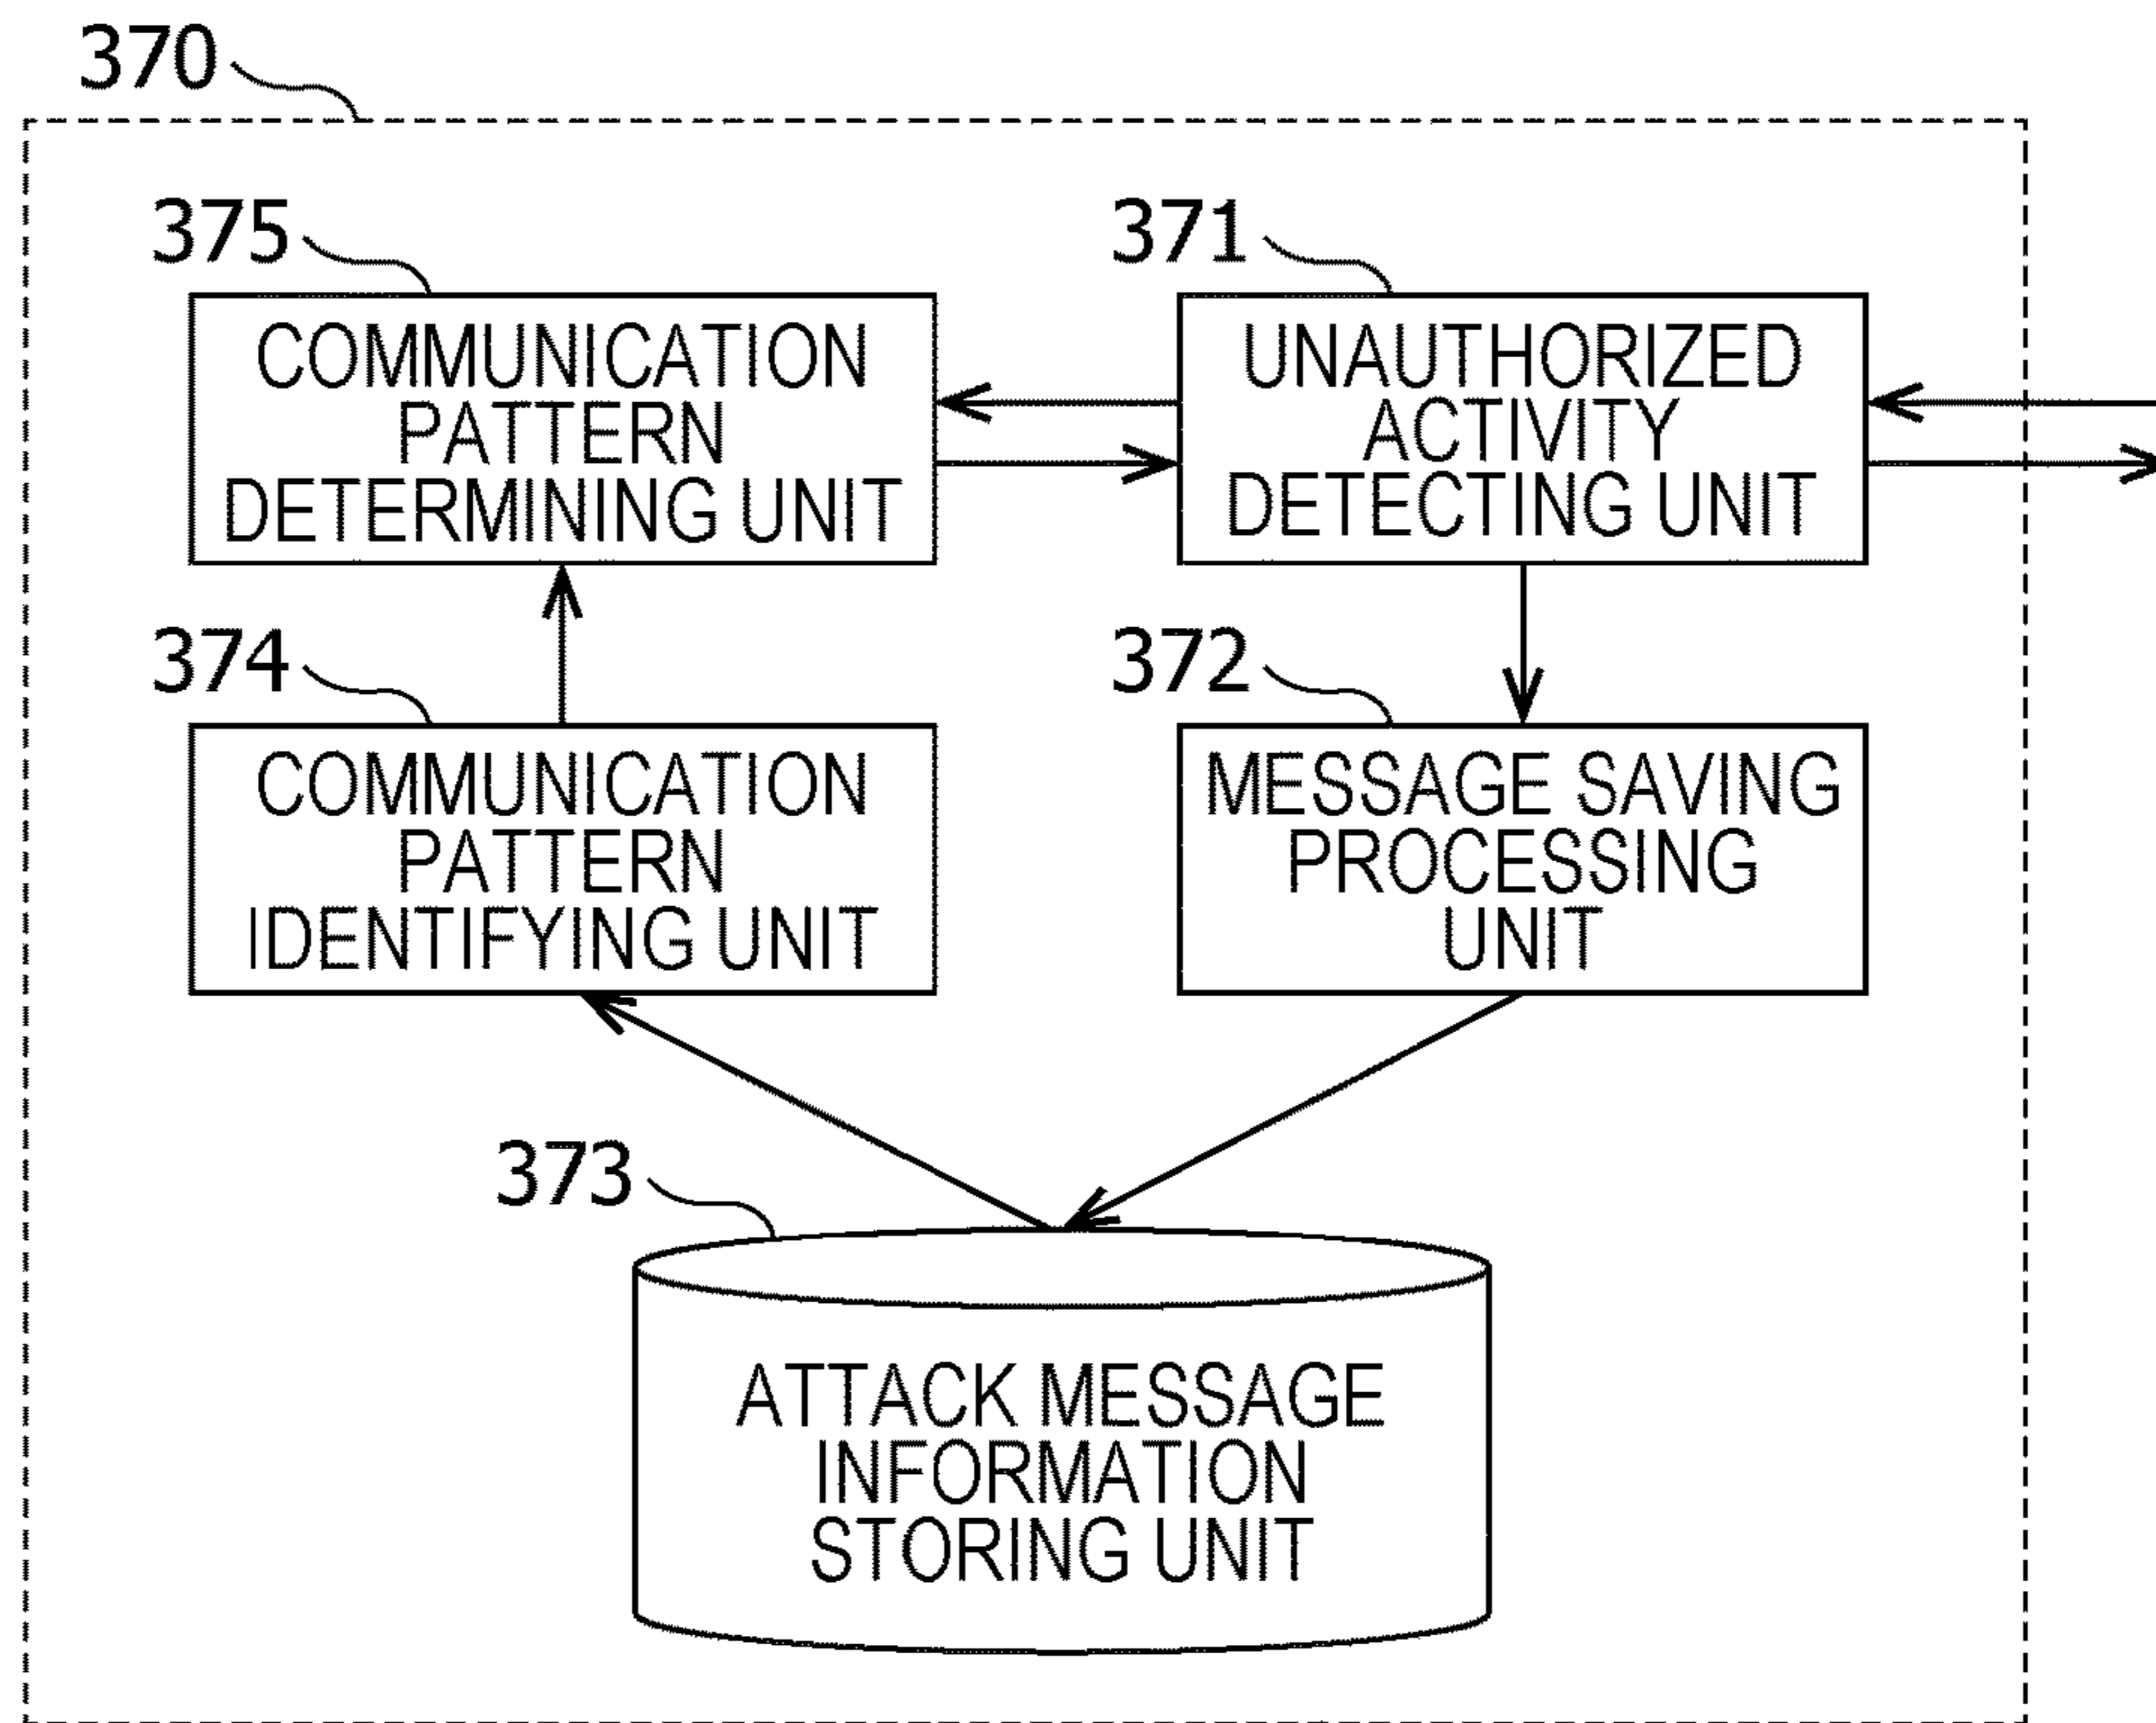 370
375
COMMUNICATION
PATTERN
DETERMINING UNIT
371
UNAUTHORIZED
ACTIVITY
DETECTING UNIT
374
COMMUNICATION
PATTERN
IDENTIFYING UNIT
372
MESSAGE SAVING
PROCESSING
UNIT
373
ATTACK MESSAGE
INFORMATION
STORING UNIT